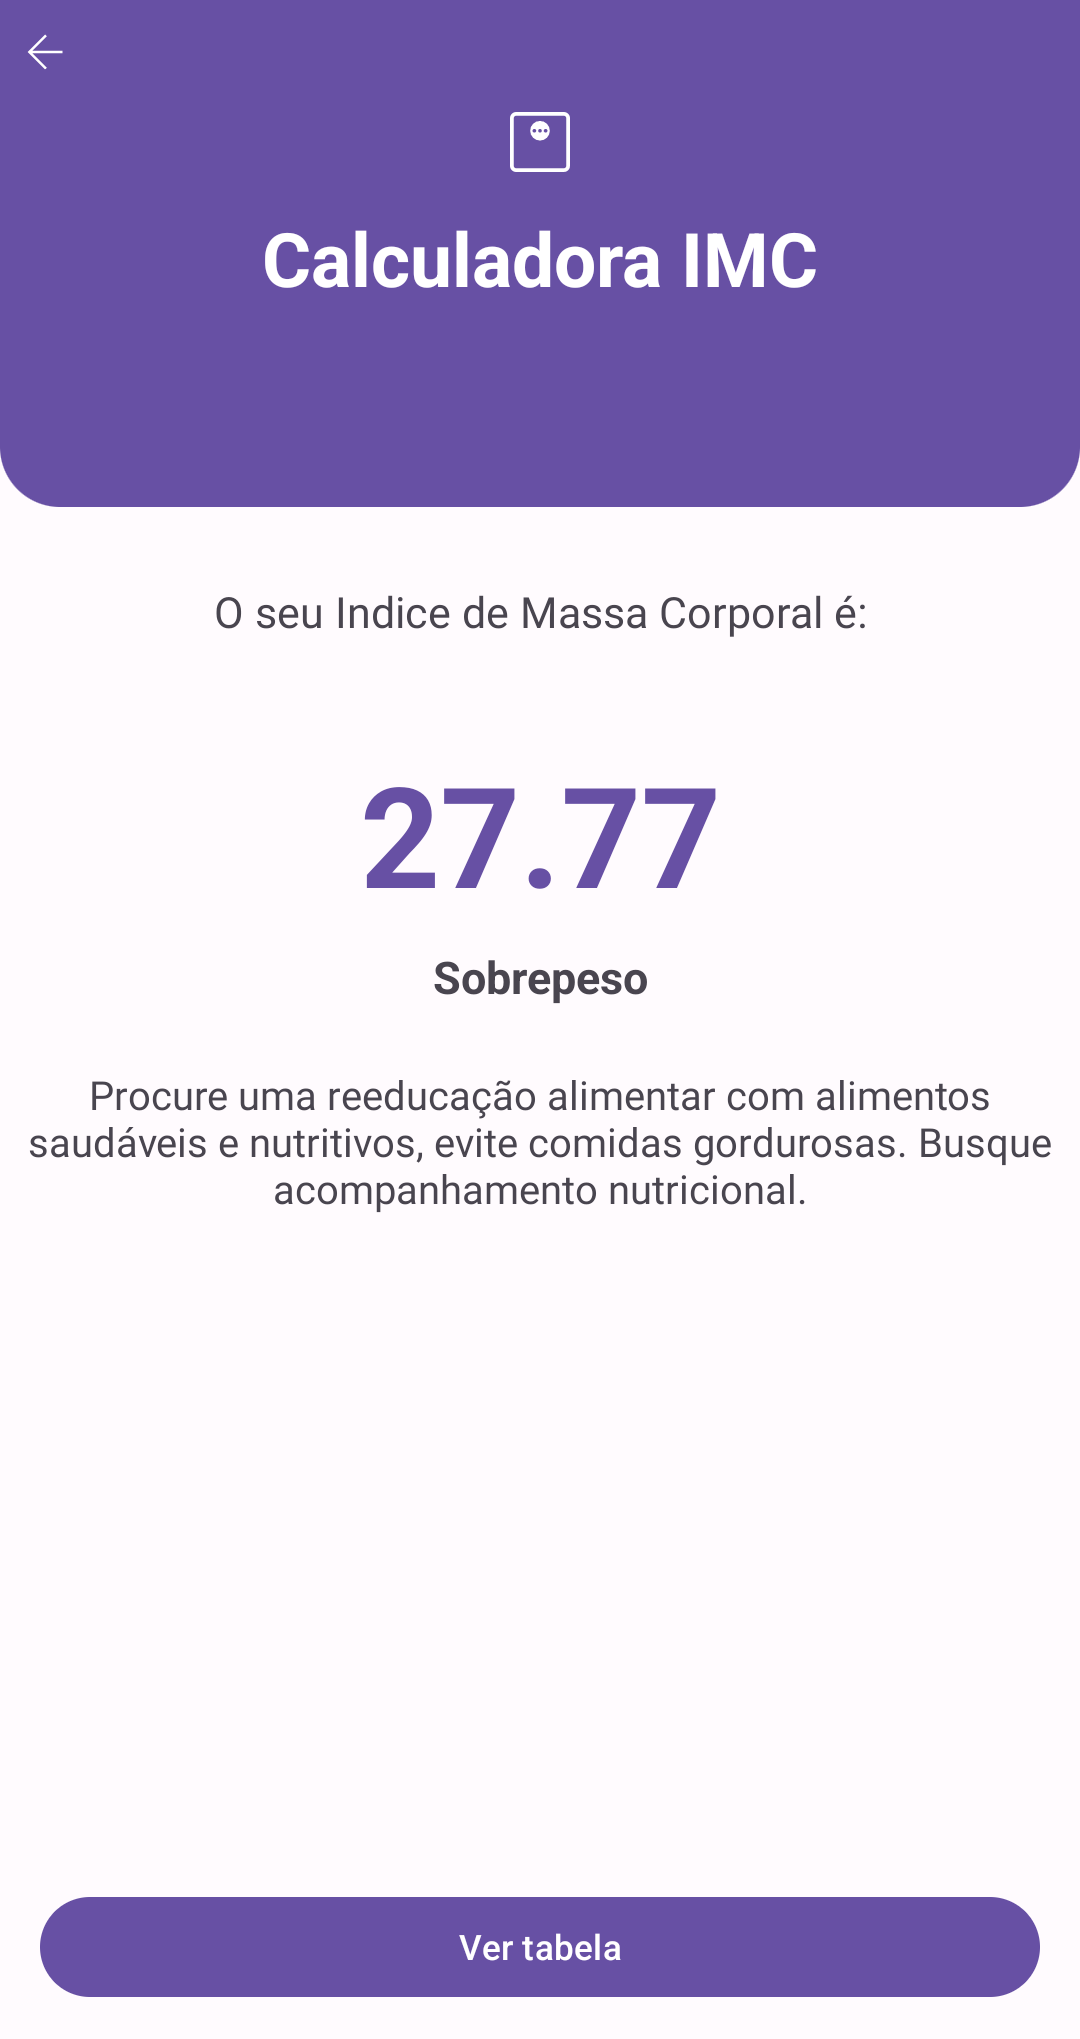 Calculadora IMC
O seu Indice de Massa Corporal é:
27.77
Sobrepeso
Procure uma reeducação alimentar com alimentos
saudáveis e nutritivos, evite comidas gordurosas. Busque
acompanhamento nutricional.
Ver tabela